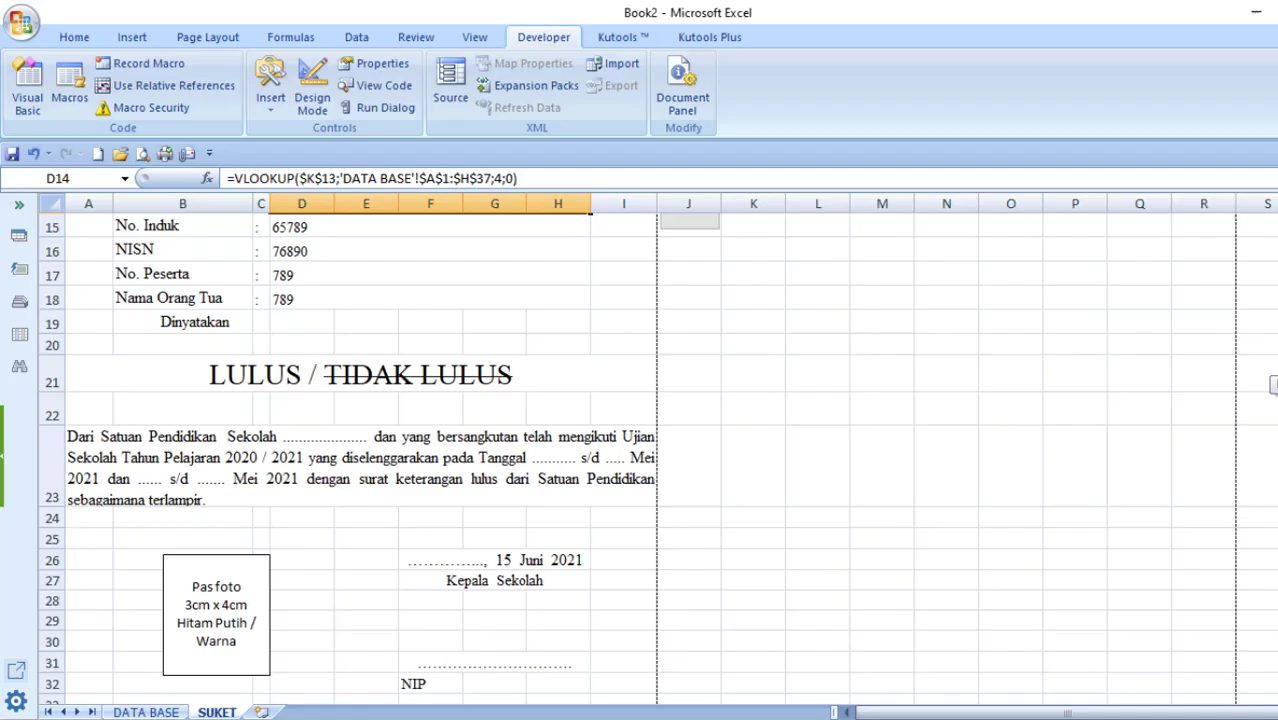 Book2 - Microsoft Excel
Home Insert Page Layout Formulas Data Review View Developer Kutools ™ Kutools Plus
Visual Basic
Macros
Record Macro
Use Relative References
Macro Security
Code
Insert
Design Mode
Properties
View Code
Run Dialog
Controls
Source
Map Properties
Expansion Packs
Refresh Data
Import
Export
XML
Document Panel
Modify
D14 fx =VLOOKUP($K$13;'DATA BASE'!$A$1:$H$37;4;0)
A B C D E F G H I J K L M N O P Q R S
15 No. Induk : 65789
16 NISN : 76890
17 No. Peserta : 789
18 Nama Orang Tua : 789
19 Dinyatakan
20
21 LULUS / TIDAK LULUS
22
Dari Satuan Pendidikan Sekolah ...................... dan yang bersangkutan telah mengikuti Ujian
Sekolah Tahun Pelajaran 2020 / 2021 yang diselenggarakan pada Tanggal ........... s/d ..... Mei
2021 dan ...... s/d ....... Mei 2021 dengan surat keterangan lulus dari Satuan Pendidikan
23 sebagaimana terlampir.
24
25
26 ……………..., 15 Juni 2021
27 Kepala Sekolah
Pas foto
3cm x 4cm
Hitam Putih /
Warna
28
29
30
31 ……………………………
32 NIP
DATA BASE SUKET